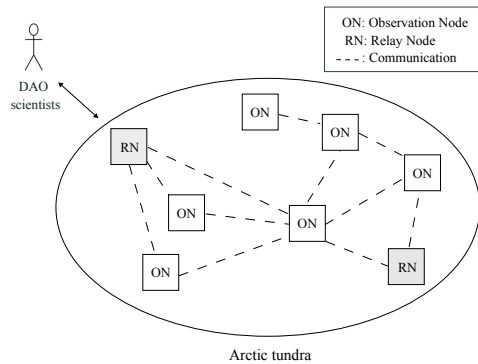 ON: Observation Node
RN: Relay Node
: Communication
DAO
scientists
ON
ON
RN
ON
ON
ON
ON
RN
Arctic tundra